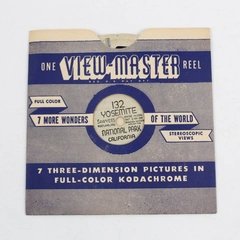 ONE VIEW-MASTER REEL
FULL COLOR
132
YOSEMITE
NATIONAL PARK
CALIFORNIA
7 MORE WONDERS OF THE WORLD
STEREOSCOPIC
VIEWS
7 THREE-DIMENSION PICTURES IN
FULL-COLOR KODACHROME